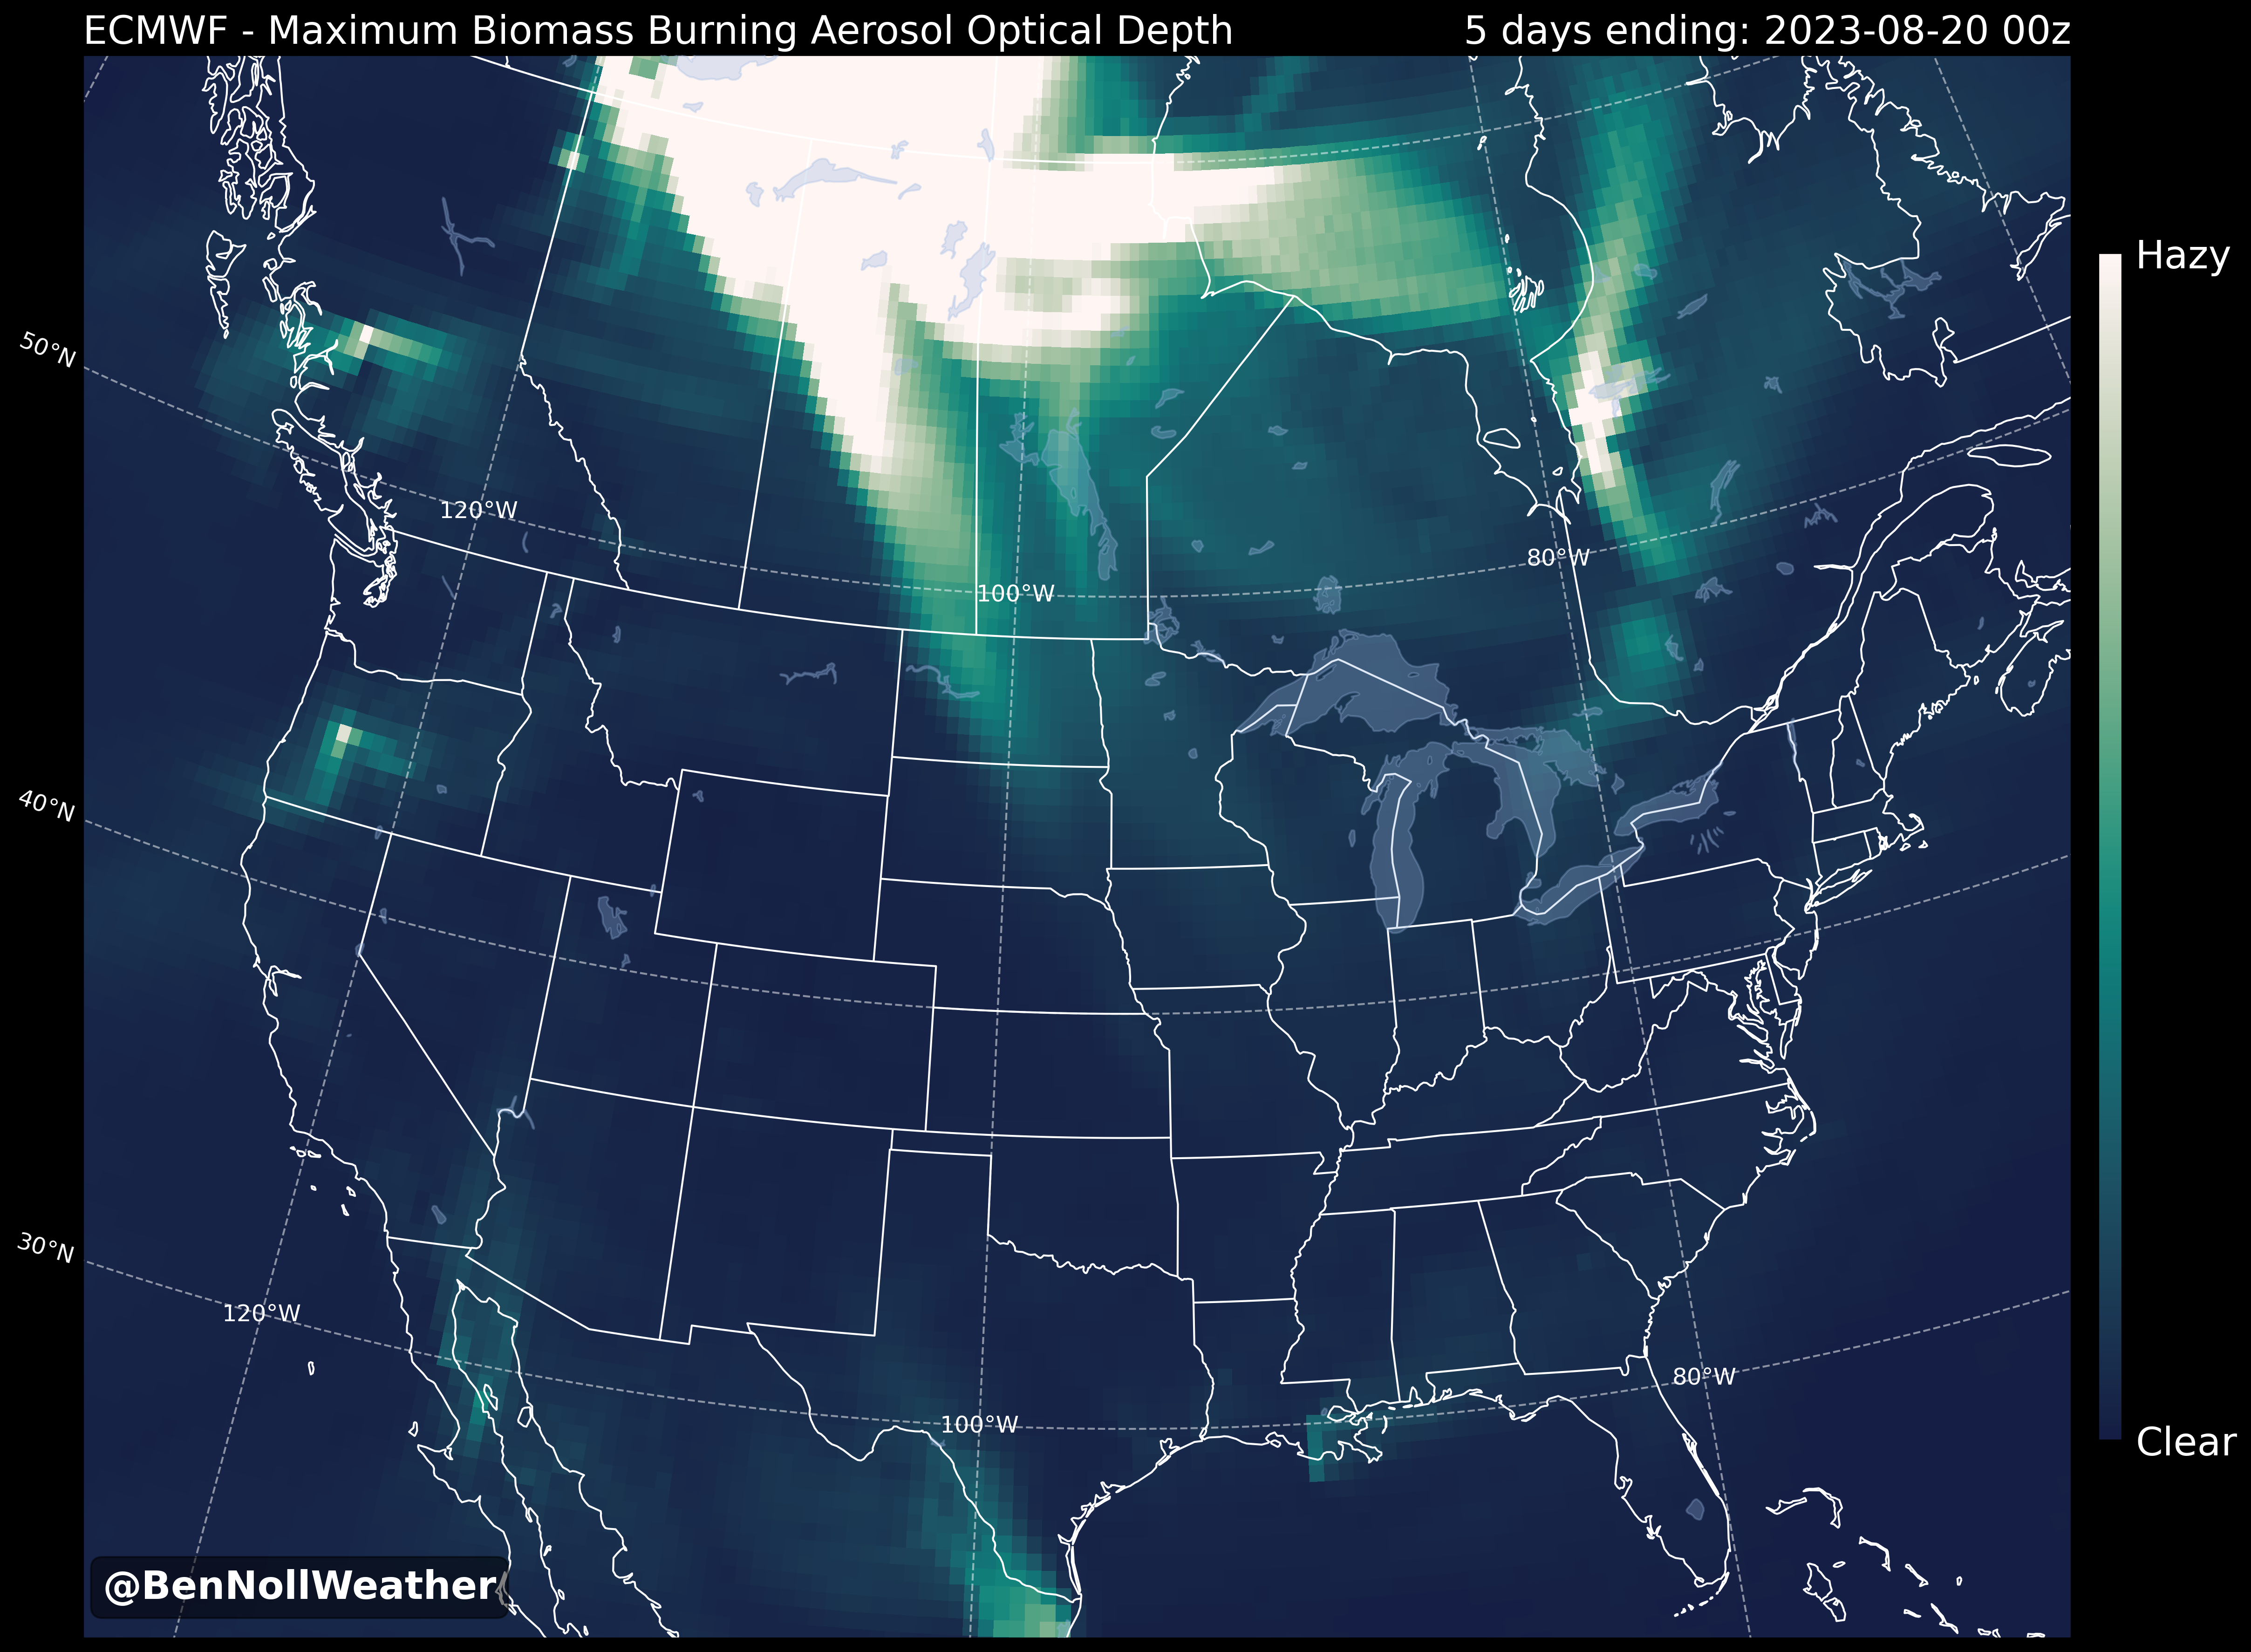 ECMWF - Maximum Biomass Burning Aerosol Optical Depth
5 days ending: 2023-08-20 00z
Hazy
50°N
120°W
80°W
100°W
40°N
30°N
120°W
80°W
100°W
Clear
@BenNollWeather